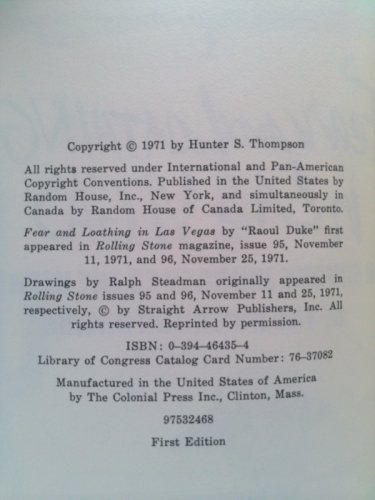 Copyright © 1971 by Hunter S. Thompson
All rights reserved under International and Pan-American
Copyright Conventions. Published in the United States by
Random House, Inc., New York, and simultaneously in
Canada by Random House of Canada Limited, Toronto.
Fear and Loathing in Las Vegas by "Raoul Duke" first
appeared in Rolling Stone magazine, issue 95, November
11, 1971, and 96, November 25, 1971.
Drawings by Ralph Steadman originally appeared in
Rolling Stone issues 95 and 96, November 11 and 25, 1971,
respectively, © by Straight Arrow Publishers, Inc. All
rights reserved. Reprinted by permission.
ISBN: 0-394-46435-4
Library of Congress Catalog Card Number: 76-37082
Manufactured in the United States of America
by The Colonial Press Inc., Clinton, Mass.
97532468
First Edition